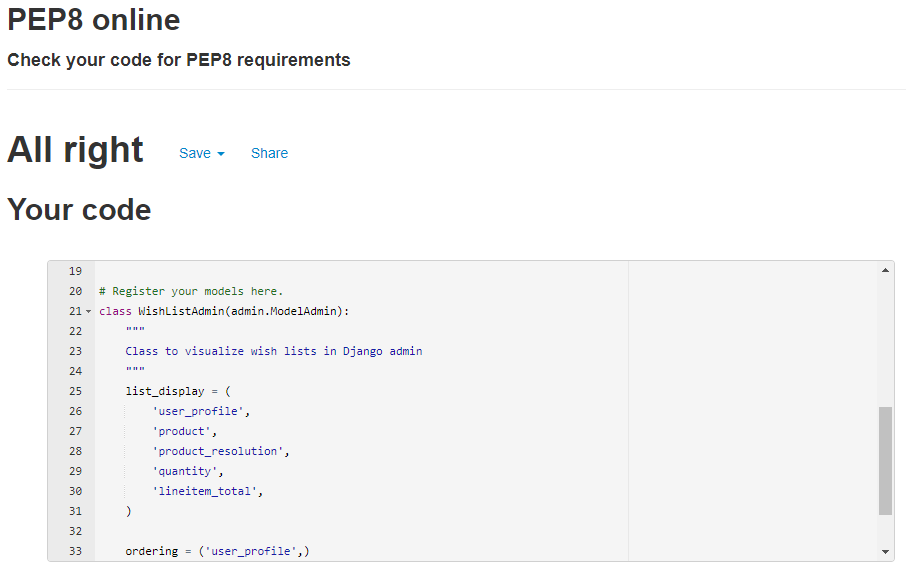 PEP8 online
Check your code for PEP8 requirements
All right Save Share
Your code
19
20 # Register your models here.
21 class WishListAdmin(admin.ModelAdmin):
22     """
23     Class to visualize wish lists in Django admin
24     """
25     list_display = (
26         'user_profile',
27         'product',
28         'product_resolution',
29         'quantity',
30         'lineitem_total',
31     )
32
33     ordering = ('user_profile',)